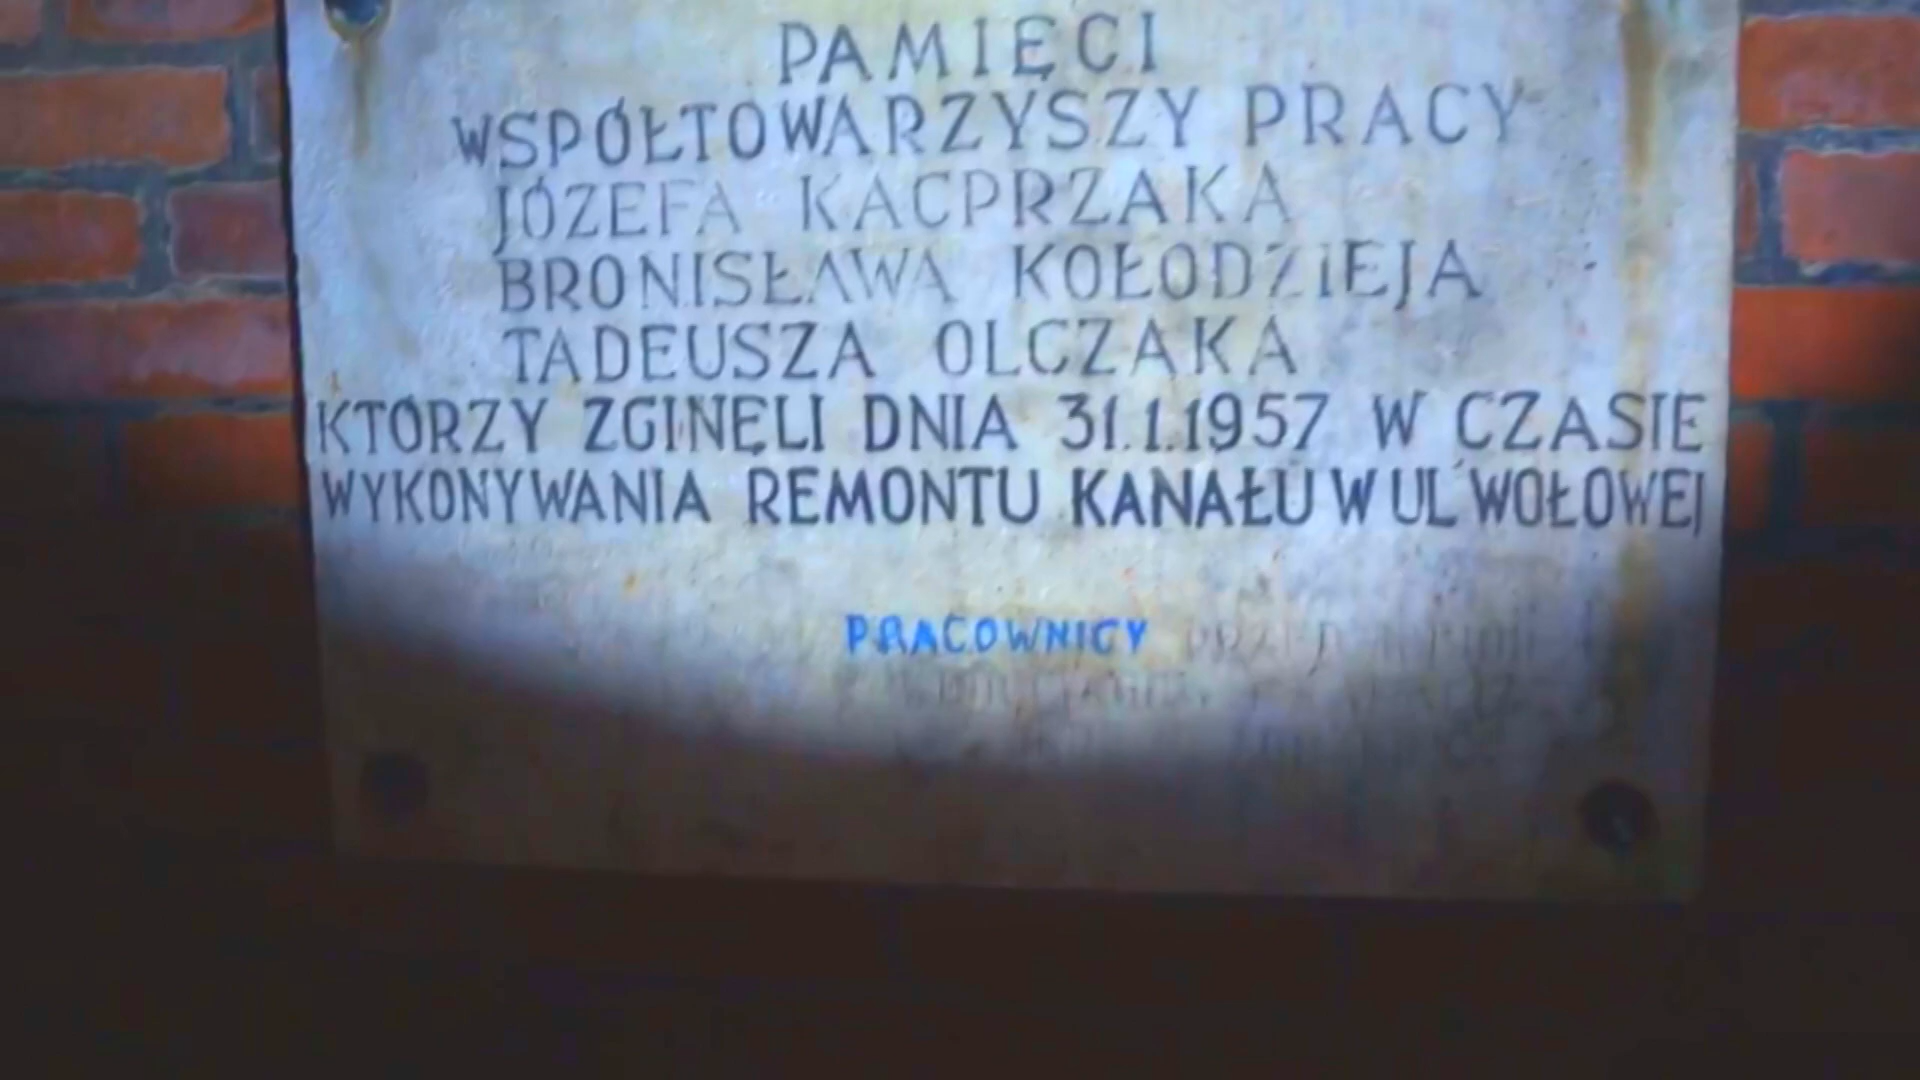 PAMIĘCI
WSPÓŁTOWARZYSZY PRACY
JÓZEFA KACPRZAKA
BRONISŁAWA KOŁODZIEJA
TADEUSZA OLCZAKA
KTÓRZY ZGINĘLI DNIA 31.1.1957 W CZASIE
WYKONYWANIA REMONTU KANAŁU W UL WOŁOWEJ
PRACOWNICY